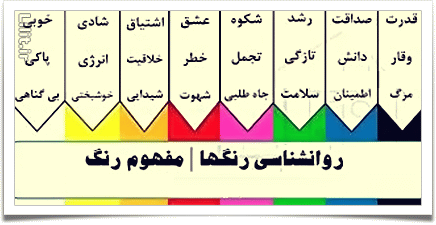 قدرت صداقت رشد شکوه عشق اشتیاق شادی خوبی
وقار دانش تازگی تجمل خطر خلاقیت انرژی پاکی
مرگ اطمینان سلامت جاه طلبی شهوت شیدایی خوشبختی بی گناهی
روانشناسی رنگها | مفهوم رنگ